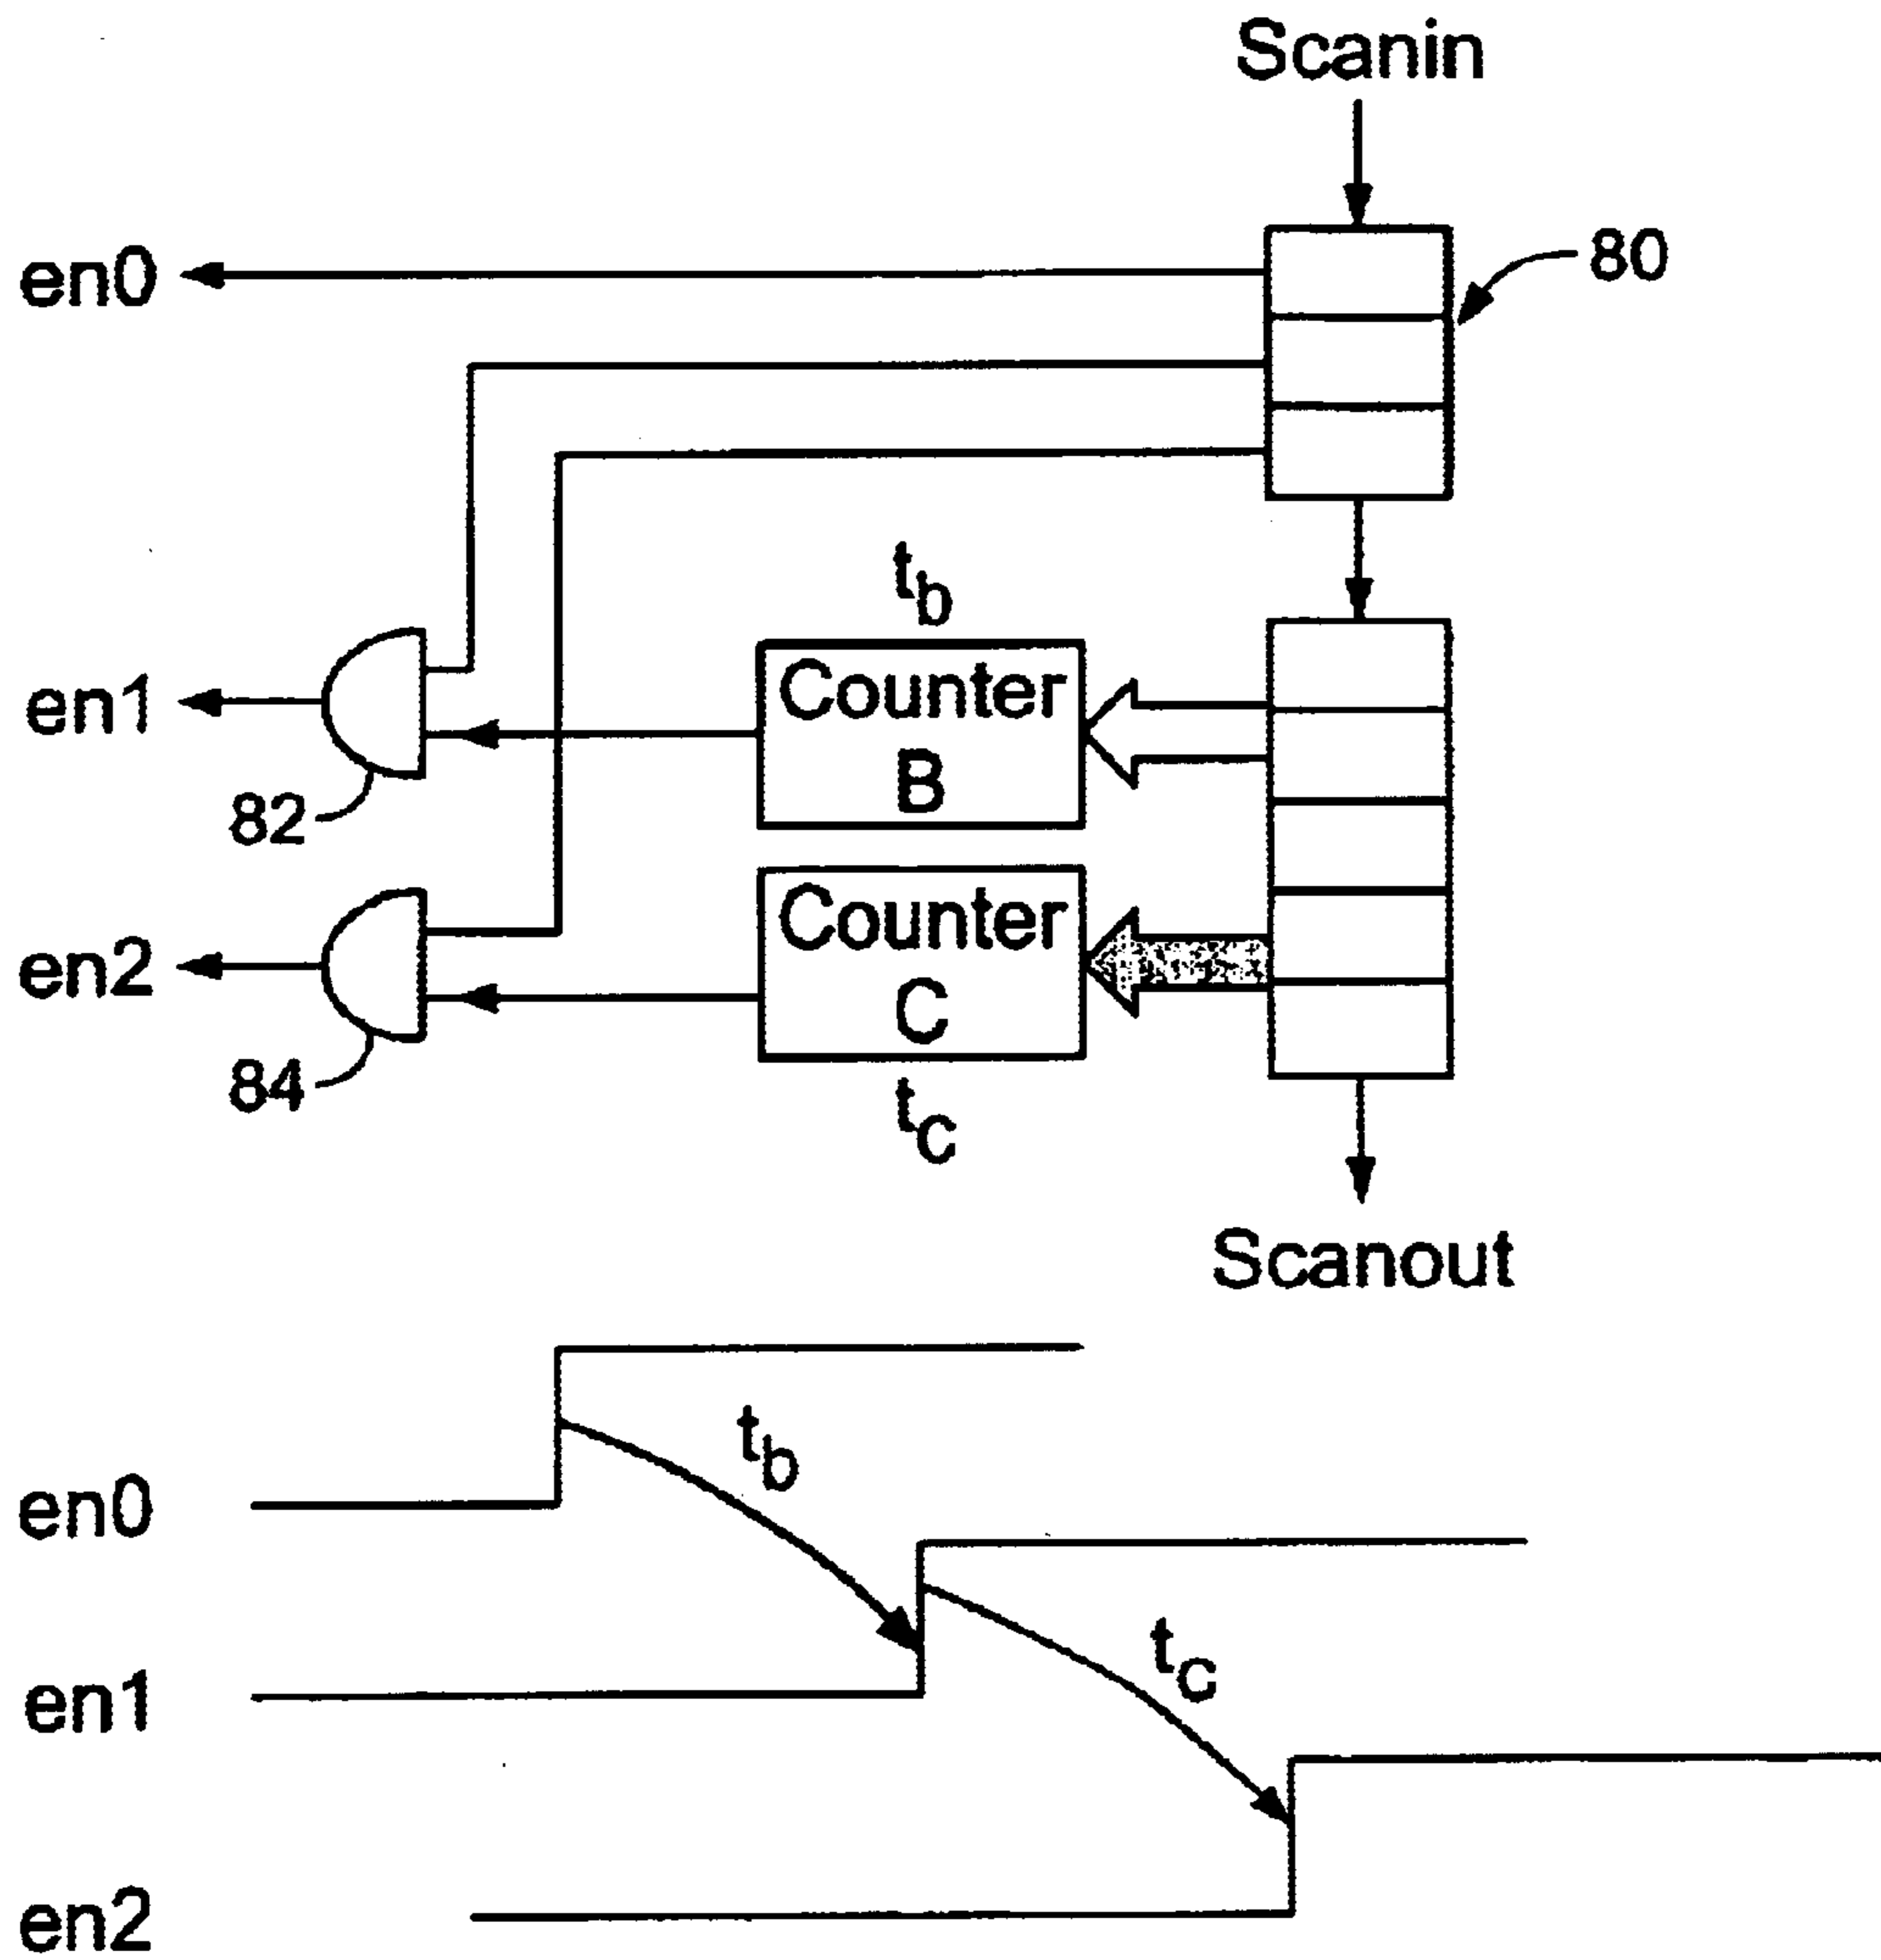 Scanin
en0
80
tb
en1
Counter
B
82
Counter
C
en2
84
tc
Scanout
tb
en0
tc
en1
en2